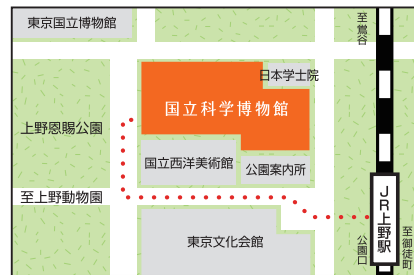 東京国立博物館
至鶯谷
日本学士院
国立科学博物館
上野恩賜公園
国立西洋美術館
公園案内所
至上野動物園
JR上野駅
公園口
至御徒町
東京文化会館